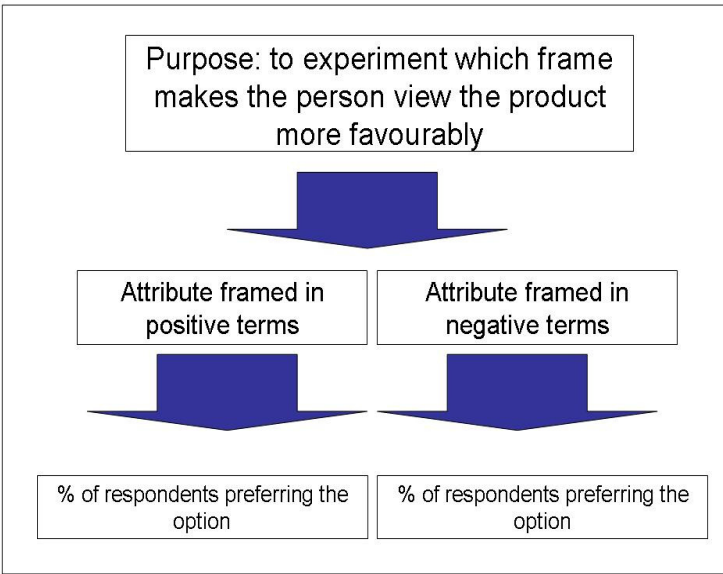 Purpose: to experiment which frame
makes the person view the product
more favourably
Attribute framed in
positive terms
Attribute framed in
negative terms
% of respondents preferring the
option
% of respondents preferring the
option